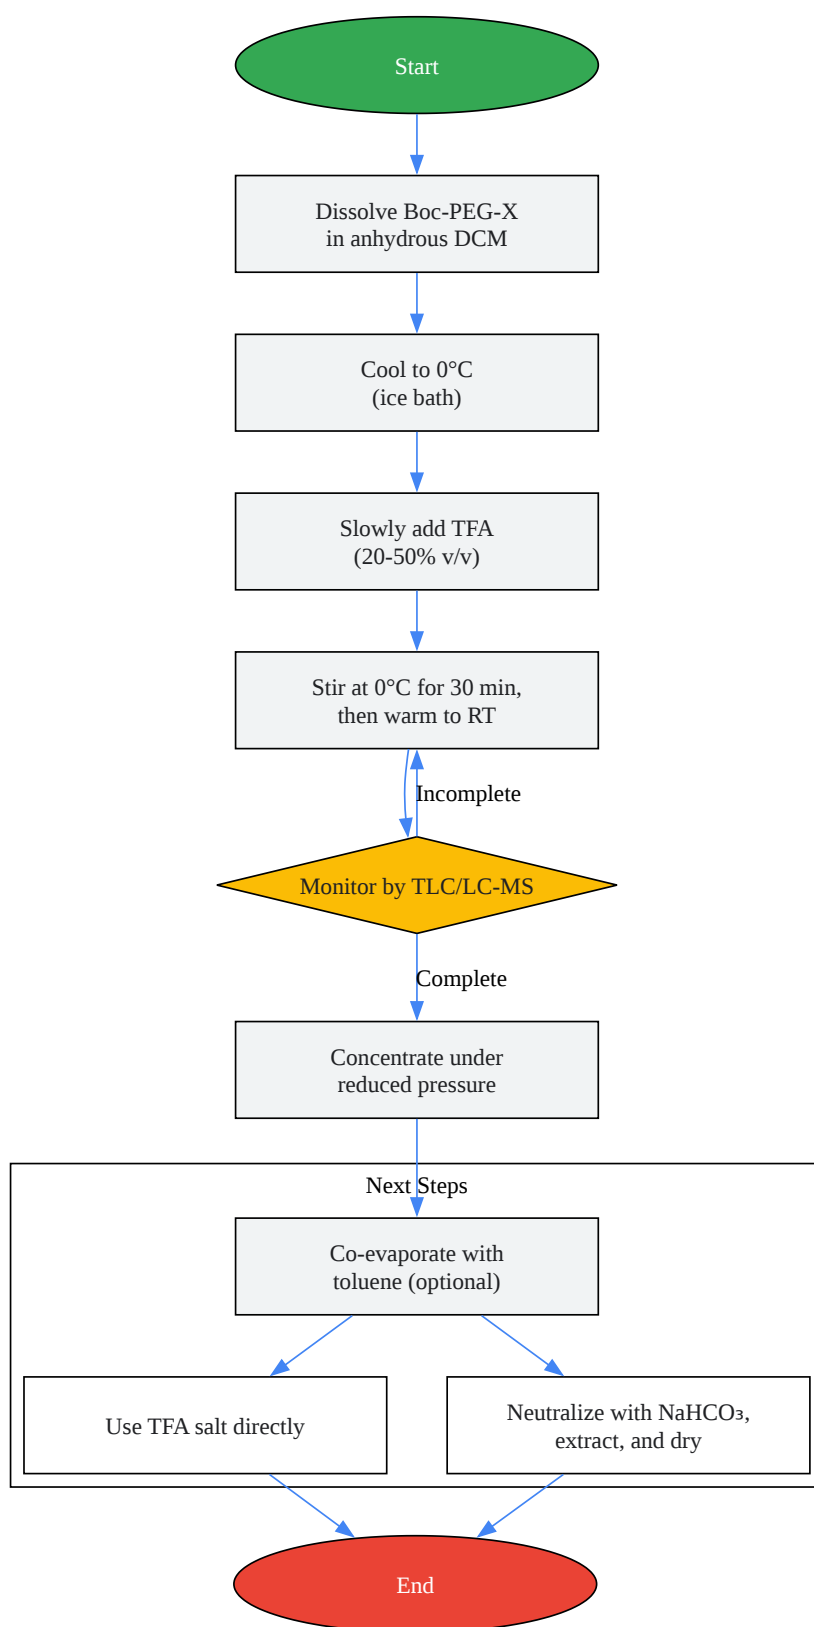 Start
Dissolve Boc-PEG-X
in anhydrous DCM
Cool to 0°C
(ice bath)
Slowly add TFA
(20-50% v/v)
Stir at 0°C for 30 min,
then warm to RT
Incomplete
Monitor by TLC/LC-MS
Complete
Concentrate under
reduced pressure
Next Steps
Co-evaporate with
toluene (optional)
Use TFA salt directly
Neutralize with NaHCO₃,
extract, and dry
End